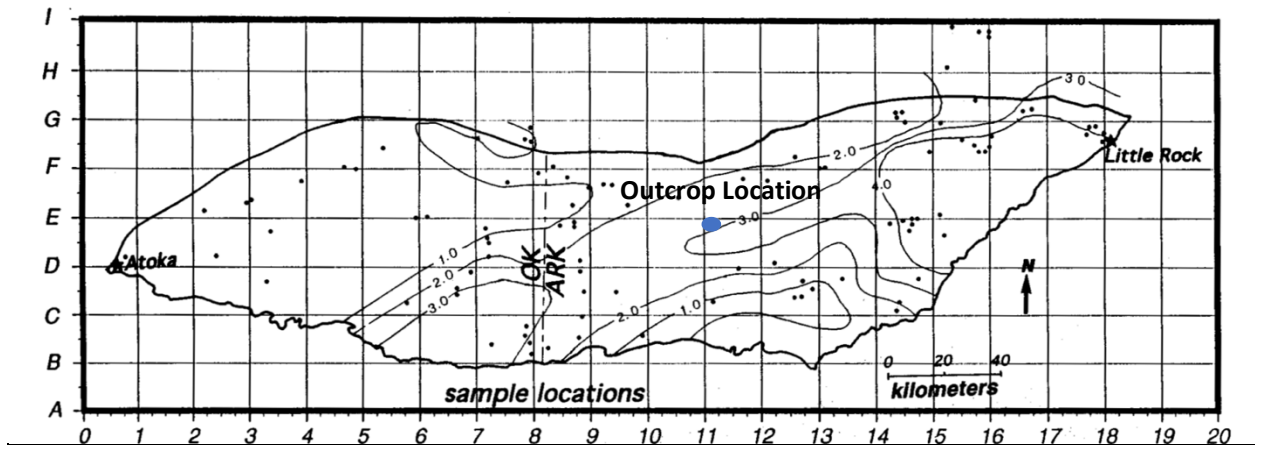 I
H
G
F
E
D
C
B
A
3.0
2.0
Little Rock
Outcrop Location
4.0
3.0
1.0
2.0
3.0
OK
ARK
Atoka
N
2.0
1.0
0 20 40
kilometers
sample locations
0 1 2 3 4 5 6 7 8 9 10 11 12 13 14 15 16 17 18 19 20